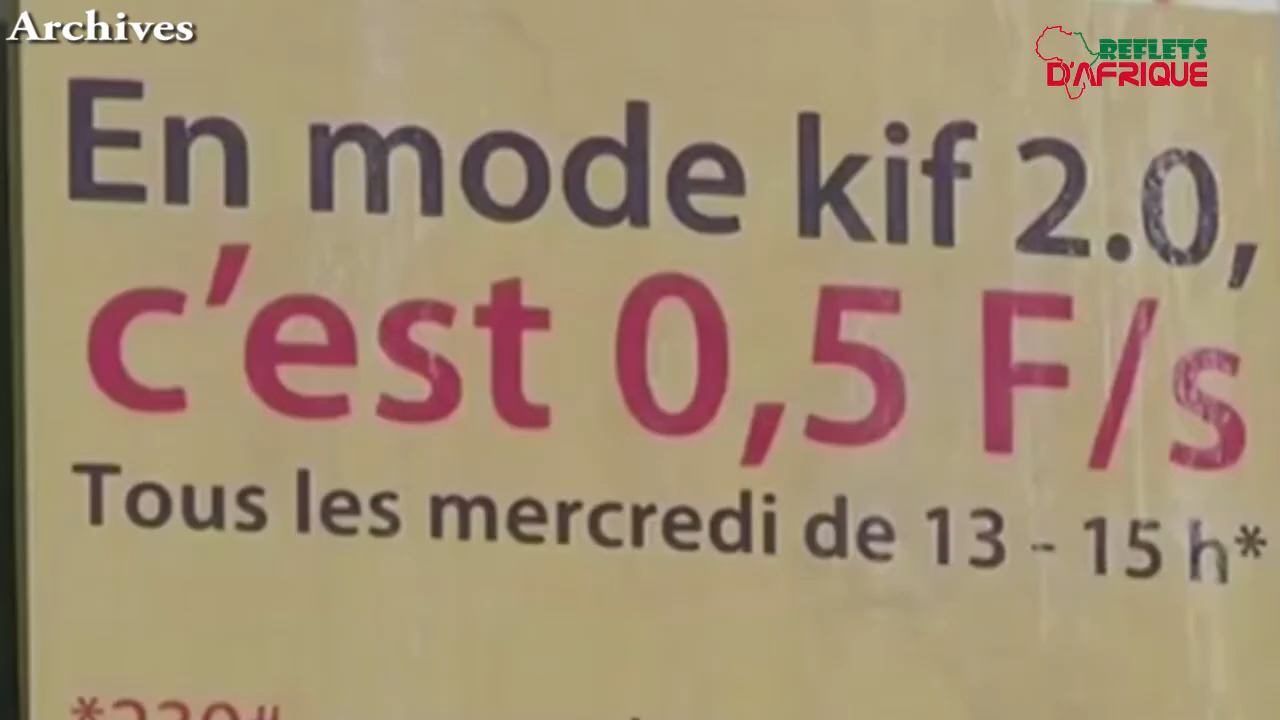 Archives
REFLETS
D'AFRIQUE
En mode kif 2.0,
c'est 0,5 F/s
Tous les mercredi de 13 - 15 h*